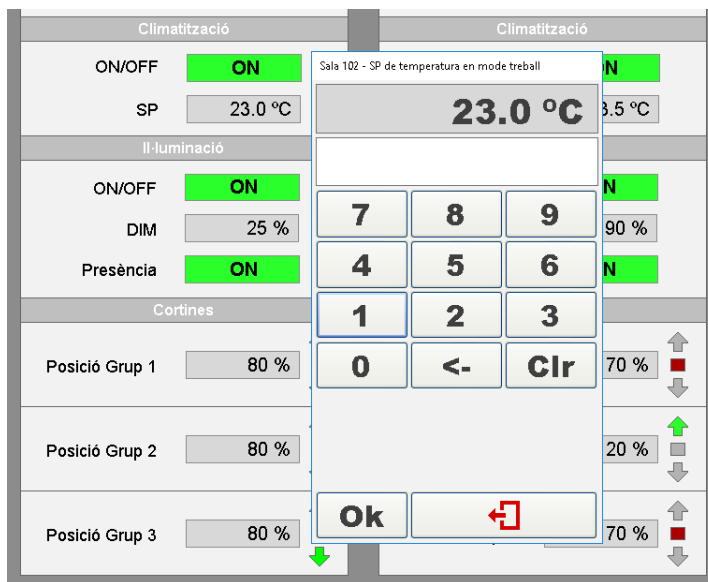 Climatització
Climatització
ON/OFF ON
SP 23.0 ºC
Il·luminació
ON/OFF ON
DIM 25 %
Presència ON
Cortines
Posició Grup 1 80 %
Posició Grup 2 80 %
Posició Grup 3 80 %
Sala 102 - SP de temperatura en mode treball
23.0 ºC
7 8 9
4 5 6
1 2 3
0 <- Clr
Ok
90 %
70 %
20 %
70 %